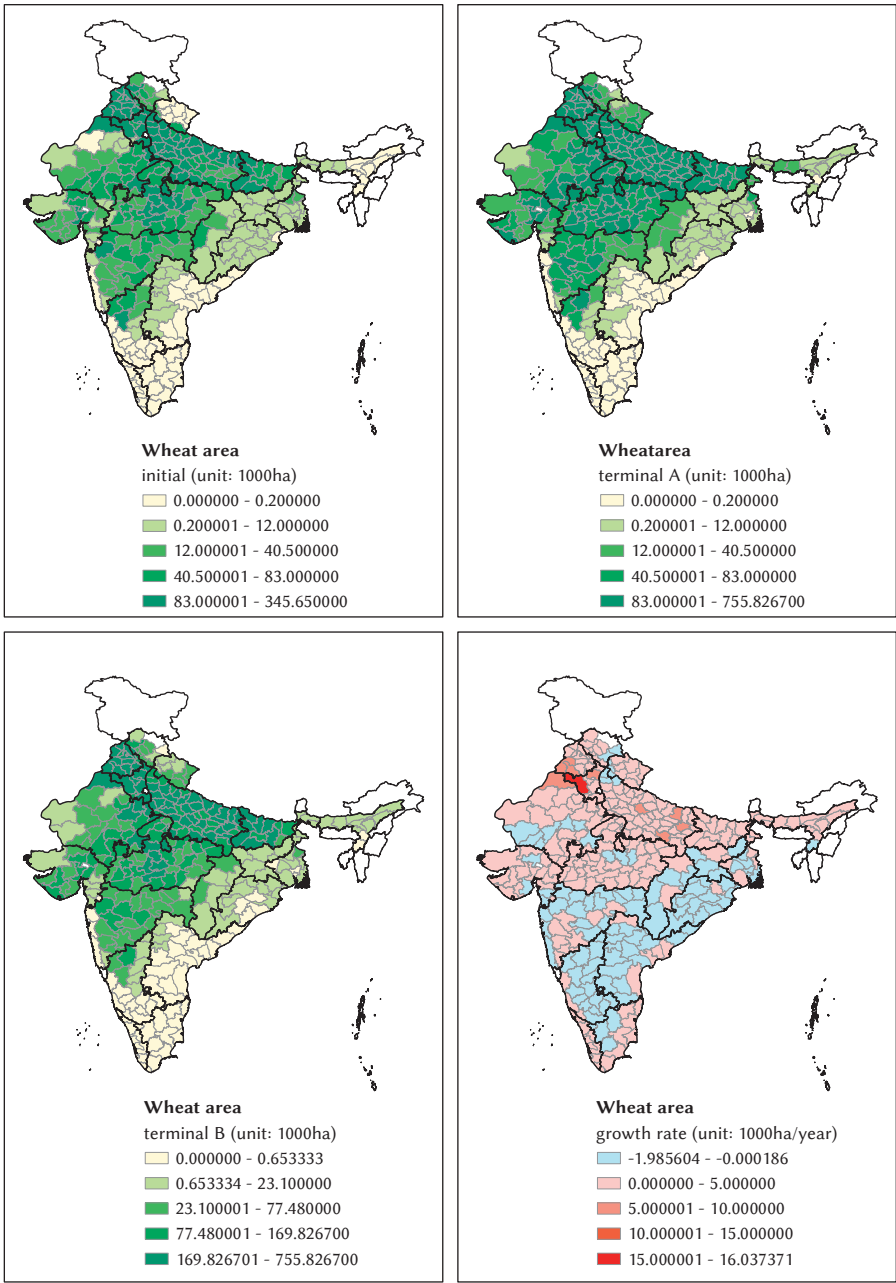 Wheat area
initial (unit: 1000ha)
0.000000 - 0.200000
0.200001 - 12.000000
12.000001 - 40.500000
40.500001 - 83.000000
83.000001 - 345.650000
Wheatarea
terminal A (unit: 1000ha)
0.000000 - 0.200000
0.200001 - 12.000000
12.000001 - 40.500000
40.500001 - 83.000000
83.000001 - 755.826700
Wheat area
terminal B (unit: 1000ha)
0.000000 - 0.653333
0.653334 - 23.100000
23.100001 - 77.480000
77.480001 - 169.826700
169.826701 - 755.826700
Wheat area
growth rate (unit: 1000ha/year)
-1.985604 - -0.000186
0.000000 - 5.000000
5.000001 - 10.000000
10.000001 - 15.000000
15.000001 - 16.037371